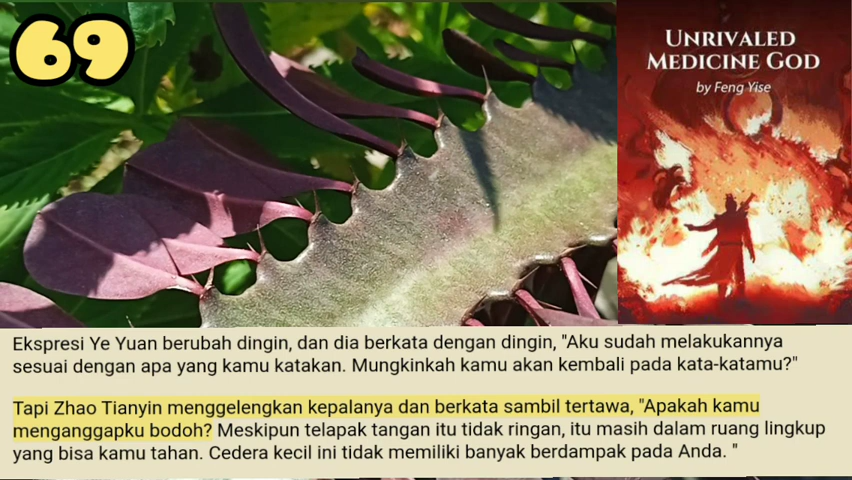 69
UNRIVALED
MEDICINE GOD
by Feng Yise
Ekspresi Ye Yuan berubah dingin, dan dia berkata dengan dingin, "Aku sudah melakukannya
sesuai dengan apa yang kamu katakan. Mungkinkah kamu akan kembali pada kata-katamu?"
Tapi Zhao Tianyin menggelengkan kepalanya dan berkata sambil tertawa, "Apakah kamu
menganggapku bodoh? Meskipun telapak tangan itu tidak ringan, itu masih dalam ruang lingkup
yang bisa kamu tahan. Cedera kecil ini tidak memiliki banyak berdampak pada Anda. "